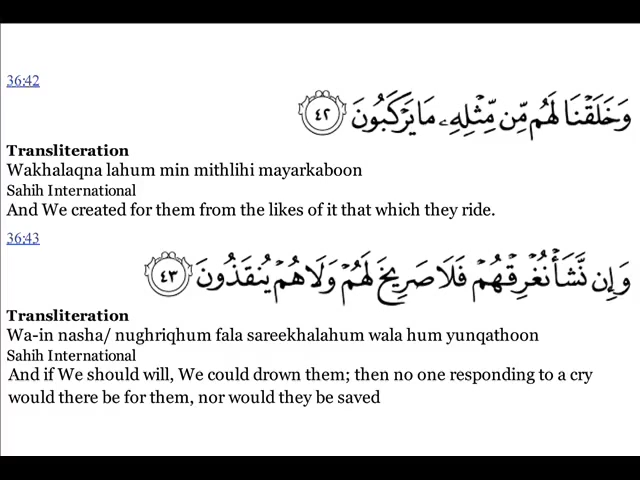 36:42
وَخَلَقْنَا لَهُم مِّن مِّثْلِهِۦ مَا يَرْكَبُونَ ٤٢
Transliteration
Wakhalaqna lahum min mithlihi mayarkaboon
Sahih International
And We created for them from the likes of it that which they ride.
36:43
وَإِن نَّشَأْ نُغْرِقْهُمْ فَلَا صَرِيخَ لَهُمْ وَلَا هُمْ يُنقَذُونَ ٤٣
Transliteration
Wa-in nasha/ nughriqhum fala sareekhalahum wala hum yunqathoon
Sahih International
And if We should will, We could drown them; then no one responding to a cry
would there be for them, nor would they be saved